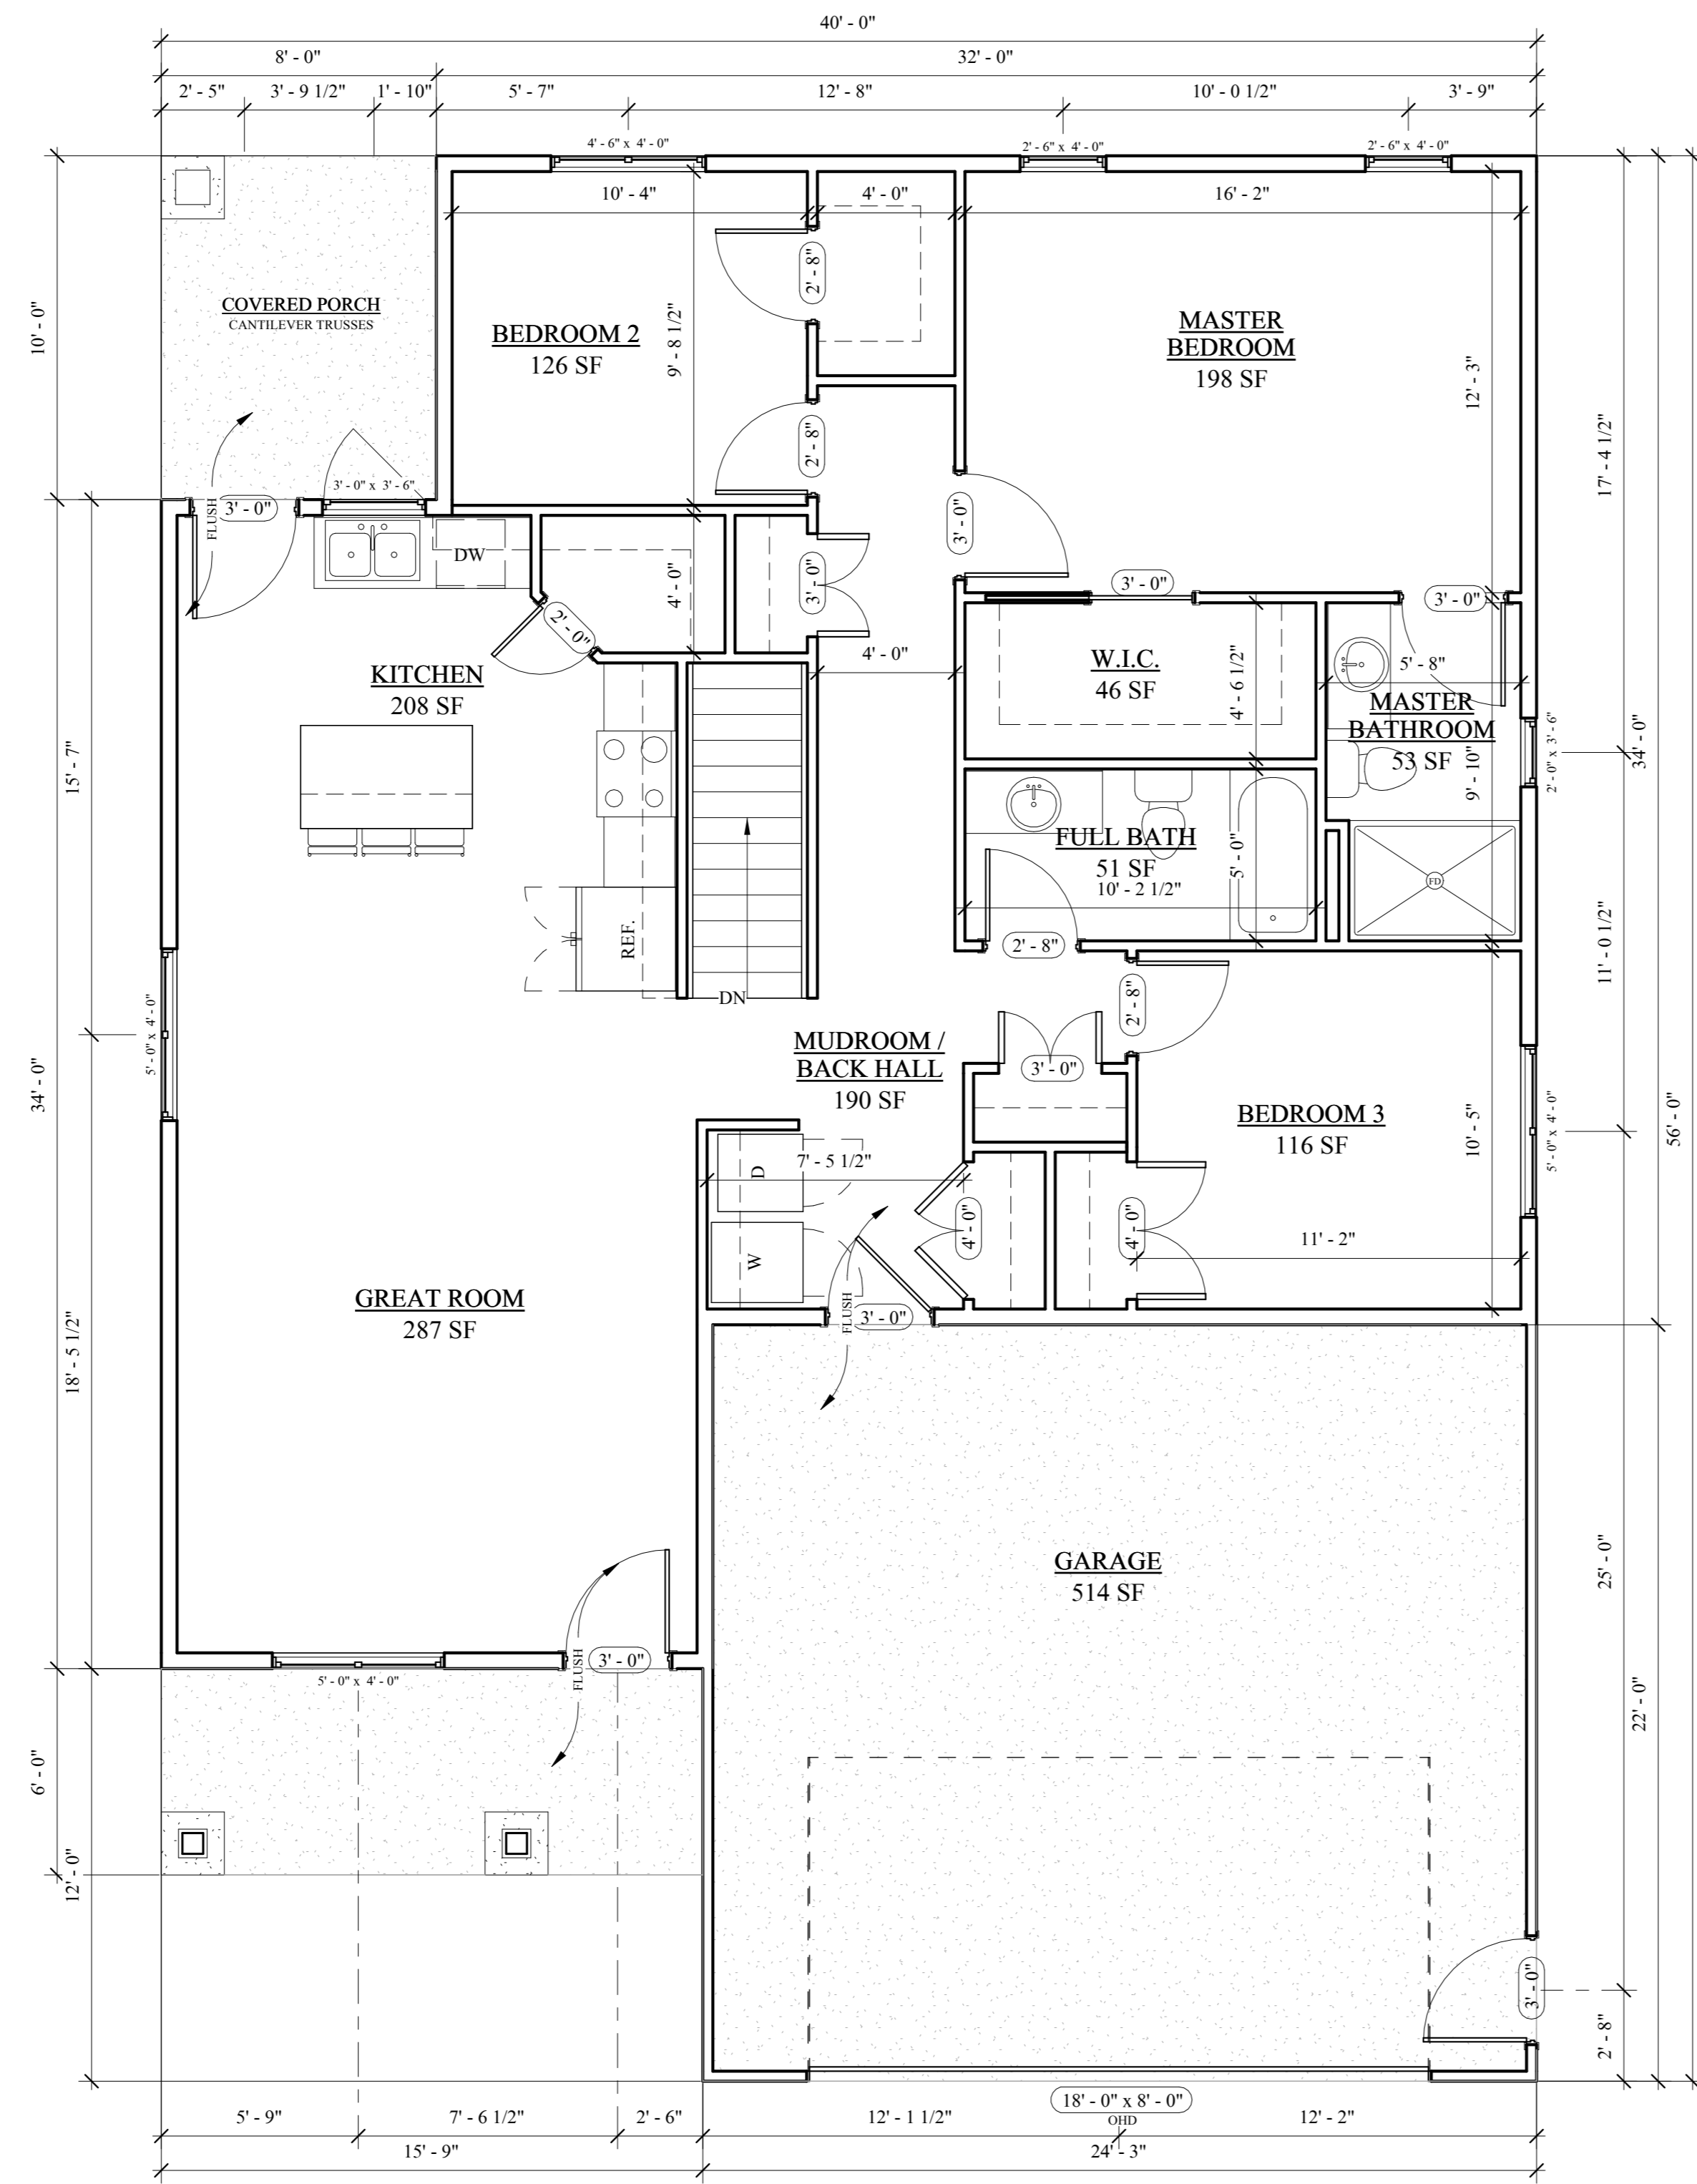 40' - 0"
8' - 0"
32' - 0"
2' - 5"
3' - 9 1/2"
1' - 10"
5' - 7"
12' - 8"
10' - 0 1/2"
3' - 9"
4' - 6" x 4' - 0"
2' - 6" x 4' - 0"
2' - 6" x 4' - 0"
10' - 4"
4' - 0"
16' - 2"
10' - 0"
COVERED PORCH
CANTILEVER TRUSSES
BEDROOM 2
126 SF
9' - 8 1/2"
2' - 8"
2' - 8"
MASTER
BEDROOM
198 SF
12' - 3"
17' - 4 1/2"
3' - 0" x 3' - 6"
3' - 0"
FLUSH
DW
2' - 0"
4' - 0"
3' - 0"
3' - 0"
3' - 0"
3' - 0"
4' - 0"
KITCHEN
208 SF
W.I.C.
46 SF
4' - 6 1/2"
5' - 8"
MASTER
BATHROOM
53 SF
9' - 10"
2' - 0" x 3' - 6"
34' - 0"
15' - 7"
FULL BATH
51 SF
10' - 2 1/2"
5' - 0"
FD
REF.
2' - 8"
2' - 8"
11' - 0 1/2"
DN
5' - 0" x 4' - 0"
34' - 0"
MUDROOM /
BACK HALL
190 SF
3' - 0"
BEDROOM 3
116 SF
10' - 5"
5' - 0" x 4' - 0"
56' - 0"
D
7' - 5 1/2"
W
4' - 0"
4' - 0"
11' - 2"
FLUSH
3' - 0"
GREAT ROOM
287 SF
18' - 5 1/2"
GARAGE
514 SF
25' - 0"
22' - 0"
FLUSH
3' - 0"
5' - 0" x 4' - 0"
6' - 0"
12' - 0"
3' - 0"
2' - 8"
18' - 0" x 8' - 0"
OHD
5' - 9"
7' - 6 1/2"
2' - 6"
12' - 1 1/2"
12' - 2"
15' - 9"
24' - 3"